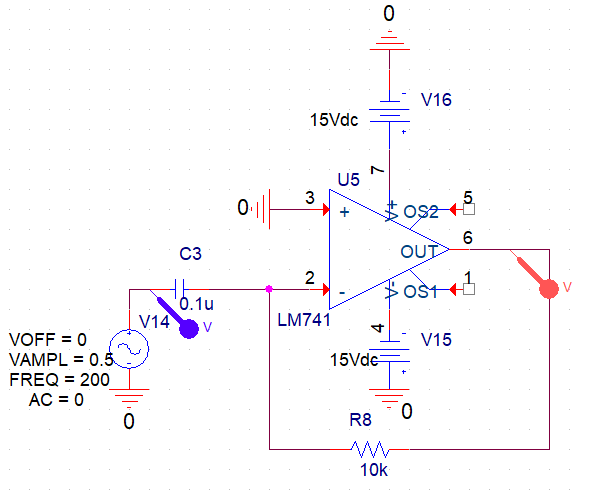 0
-
V16
15Vdc
+
7
U5
3
5
0
+
V+
OS2
6
OUT
C3
2
1
-
V-
OS1
0.1u
V
LM741
V14
V
+
4
-
V15
VOFF = 0
VAMPL = 0.5
15Vdc
FREQ = 200
-
+
AC = 0
0
0
R8
10k